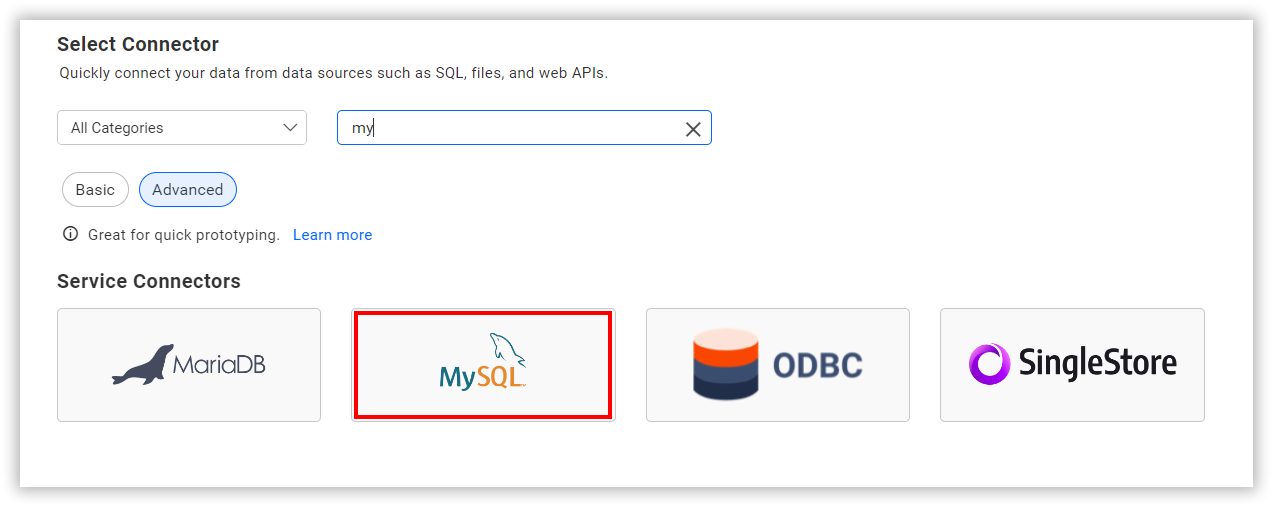 Select Connector
Quickly connect your data from data sources such as SQL, files, and web APIs.
All Categories
my
Basic
Advanced
Great for quick prototyping. Learn more
Service Connectors
MariaDB
MySQL
ODBC
SingleStore